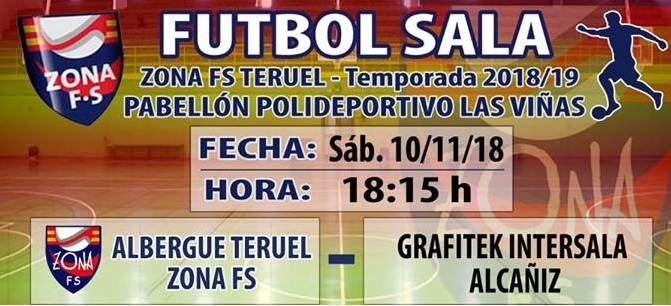 FUTBOL SALA
ZONA FS TERUEL - Temporada 2018/19
PABELLÓN POLIDEPORTIVO LAS VIÑAS
ZONA
F·S
FECHA: Sáb. 10/11/18
HORA: 18:15 h
ZONA
FS
ALBERGUE TERUEL
ZONA FS
-
GRAFITEK INTERSALA
ALCAÑIZ
ZONA